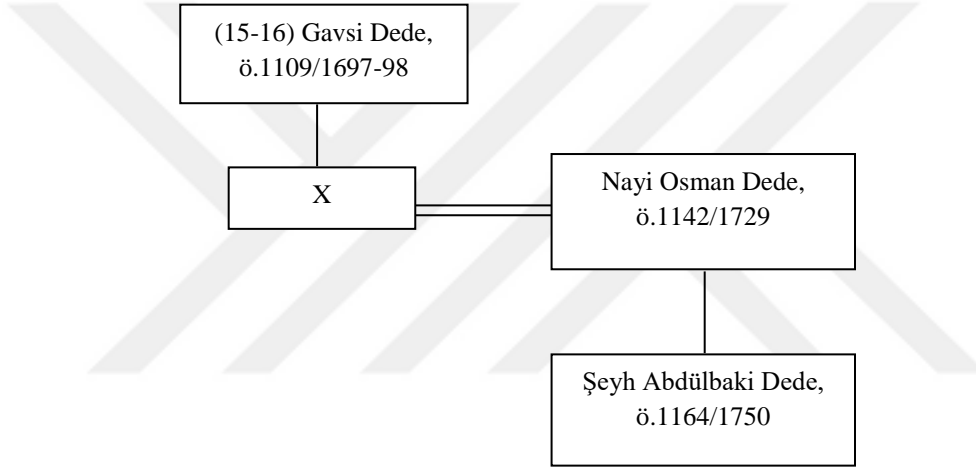 (15-16) Gavsi Dede,
ö.1109/1697-98
X
Nayi Osman Dede,
ö.1142/1729
Şeyh Abdülbaki Dede,
ö.1164/1750